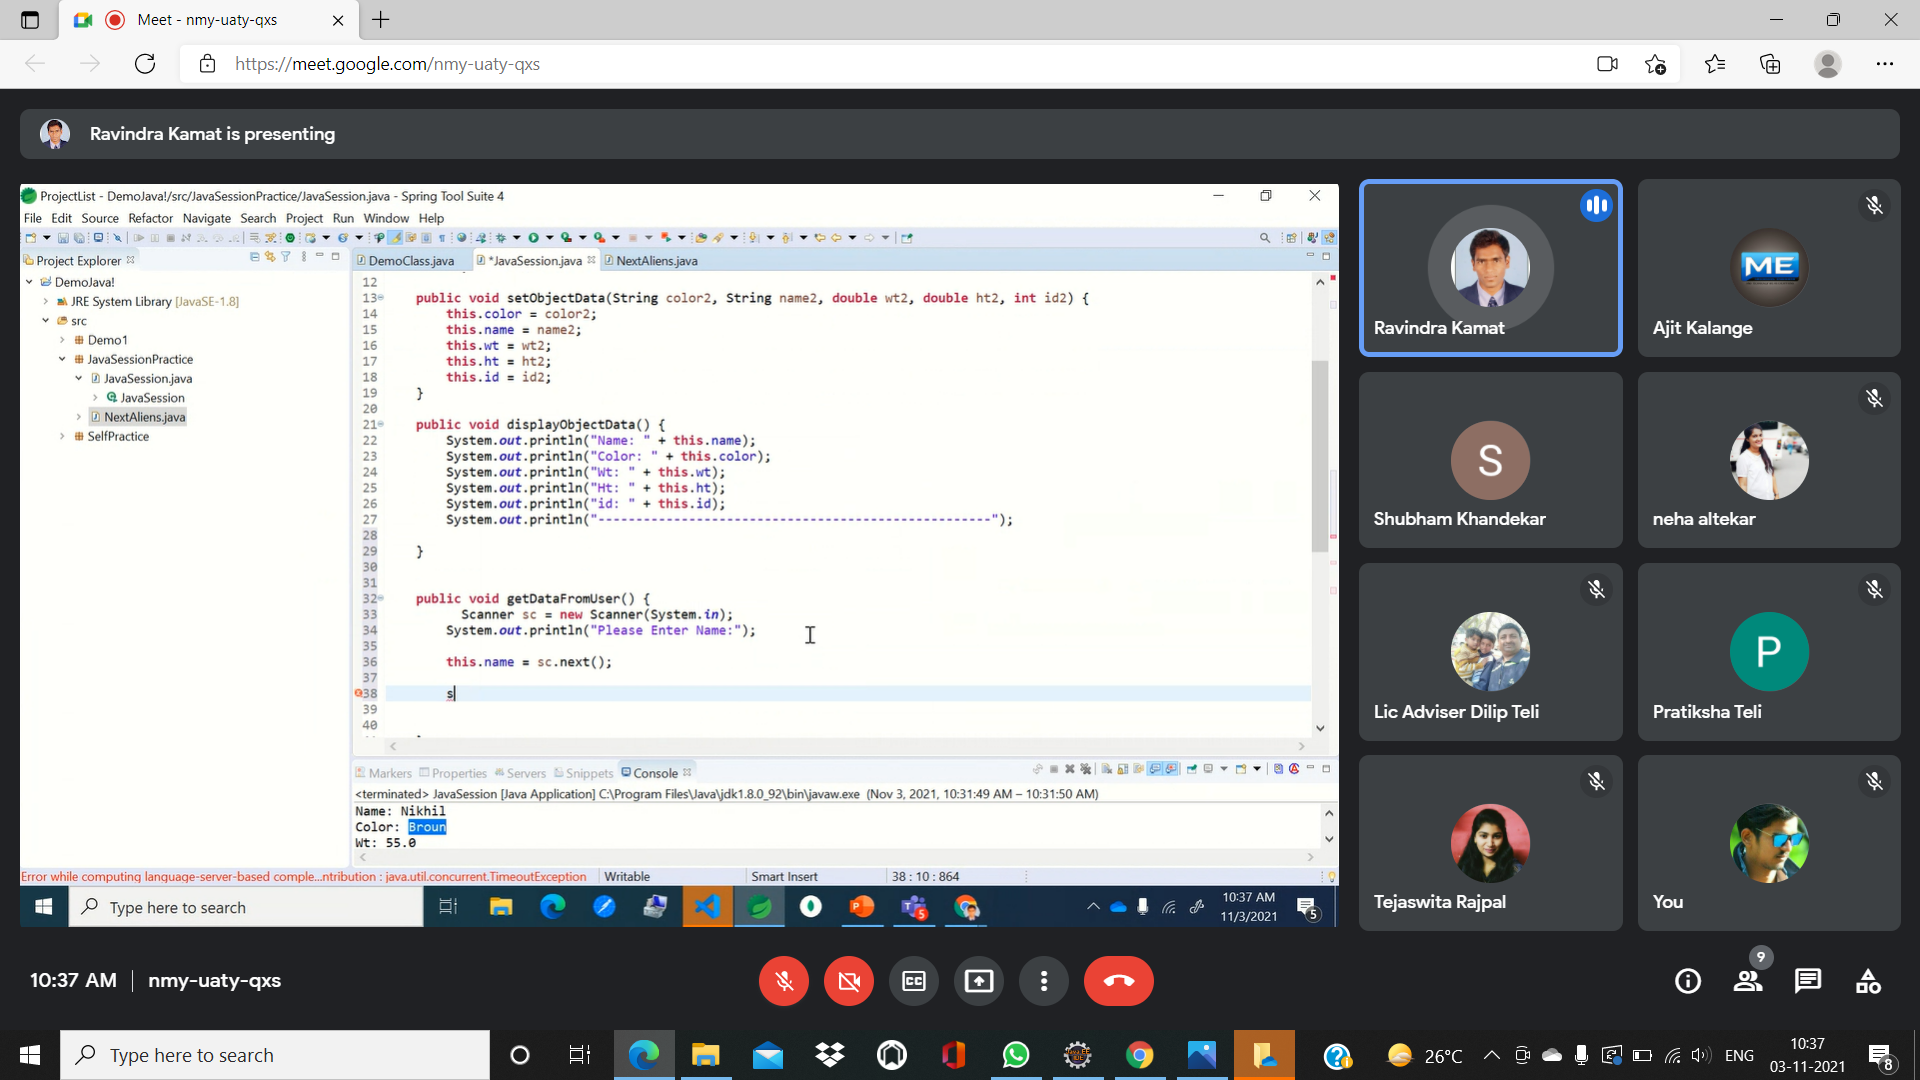 Meet - nmy-uaty-qxs
https://meet.google.com/nmy-uaty-qxs
Ravindra Kamat is presenting
ProjectList - DemoJava!/src/JavaSessionPractice/JavaSession.java - Spring Tool Suite 4
File Edit Source Refactor Navigate Search Project Run Window Help
Project Explorer
DemoJava!
JRE System Library [JavaSE-1.8]
src
Demo1
JavaSessionPractice
JavaSession.java
JavaSession
NextAliens.java
SelfPractice
DemoClass.java *JavaSession.java NextAliens.java
12
13 public void setObjectData(String color2, String name2, double wt2, double ht2, int id2) {
14 this.color = color2;
15 this.name = name2;
16 this.wt = wt2;
17 this.ht = ht2;
18 this.id = id2;
19 }
20
21 public void displayObjectData() {
22 System.out.println("Name: " + this.name);
23 System.out.println("Color: " + this.color);
24 System.out.println("Wt: " + this.wt);
25 System.out.println("Ht: " + this.ht);
26 System.out.println("id: " + this.id);
27 System.out.println("----------------------------------------------------");
28
29 }
30
31
32 public void getDataFromUser() {
33 Scanner sc = new Scanner(System.in);
34 System.out.println("Please Enter Name:");
35
36 this.name = sc.next();
37
38 s
39
40
Markers Properties Servers Snippets Console
<terminated> JavaSession [Java Application] C:\Program Files\Java\jdk1.8.0_92\bin\javaw.exe (Nov 3, 2021, 10:31:49 AM – 10:31:50 AM)
Name: Nikhil
Color: Broun
Wt: 55.0
Error while computing language-server-based comple...ntribution : java.util.concurrent.TimeoutException Writable Smart Insert 38 : 10 : 864
Type here to search
10:37 AM
11/3/2021
5
5
Ravindra Kamat
ME
Ajit Kalange
S
Shubham Khandekar
neha altekar
Lic Adviser Dilip Teli
P
Pratiksha Teli
Tejaswita Rajpal
You
10:37 AM | nmy-uaty-qxs
CC
9
Type here to search
26°C
ENG
10:37
03-11-2021
8